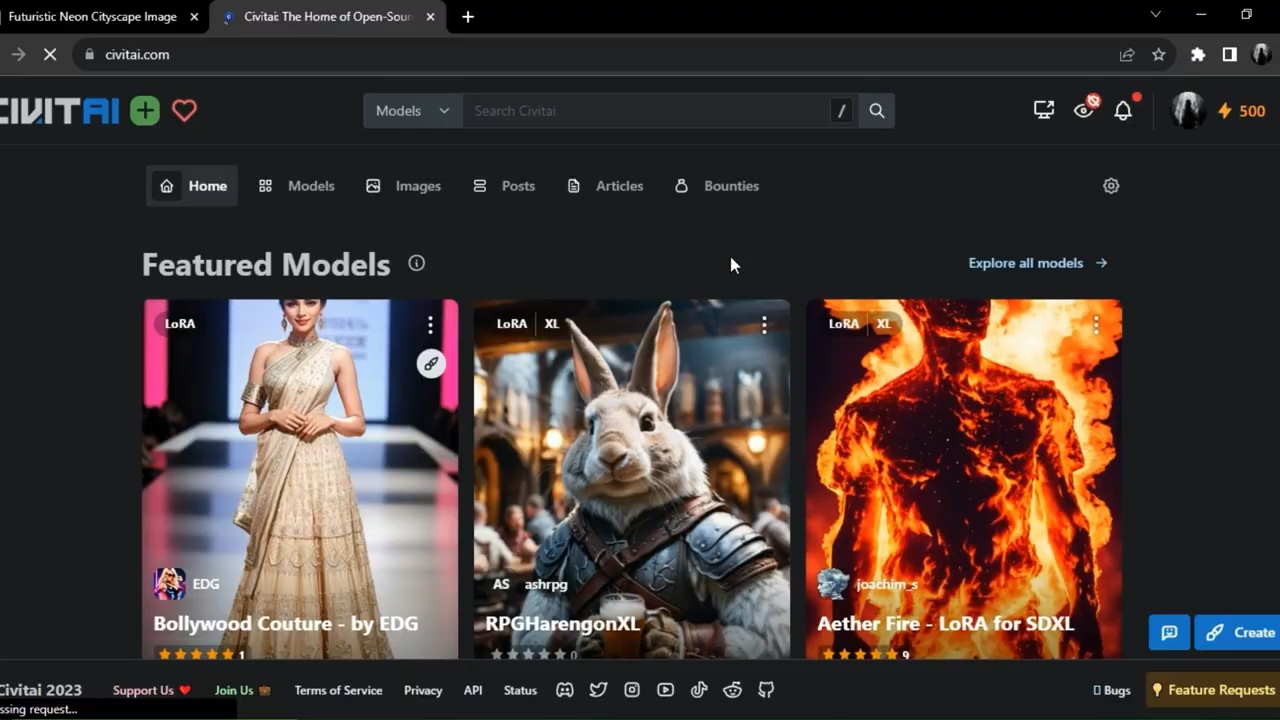 Futuristic Neon Cityscape Image
Civitai: The Home of Open-Sour
civitai.com
CIVITAI
Models
Search Civitai
/
500
Home
Models
Images
Posts
Articles
Bounties
Featured Models
Explore all models
LoRA
LoRA XL
LoRA XL
EDG
AS ashrpg
joachim_s
Bollywood Couture - by EDG
RPGHarengonXL
Aether Fire - LoRA for SDXL
1
0
9
Create
Civitai 2023
Support Us
Join Us
Terms of Service
Privacy
API
Status
Bugs
Feature Requests
ssing request...